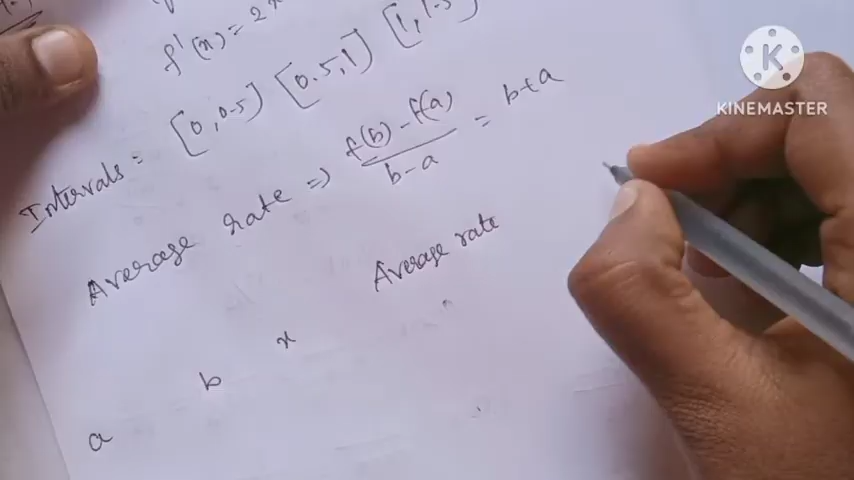 f'(x) = 2x
Intervals = [0, 0.5] [0.5, 1] [1, 1.5]
Average rate => f(b) - f(a) / b - a = b + a
a b x Average rate
KINEMASTER